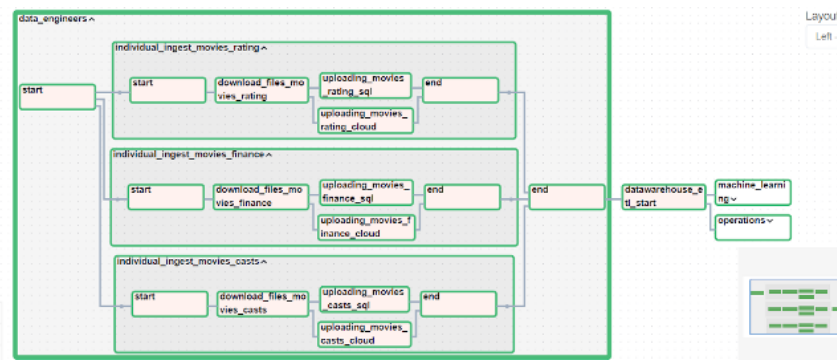 data_engineers
Layou
Left
individual_ingest_movies_rating
start
start
download_files_mo
vies_rating
uploading_movies
_rating_sql
end
uploading_movies_
rating_cloud
individual_ingest_movies_finance
start
download_files_mo
vies_finance
uploading_movies_
finance_sql
end
uploading_movies_f
inance_cloud
end
datawarehouse_e
tl_start
machine_learni
ng
operations
individual_ingest_movies_casts
start
download_files_mo
vies_casts
uploading_movies
_casts_sql
end
uploading_movies_
casts_cloud